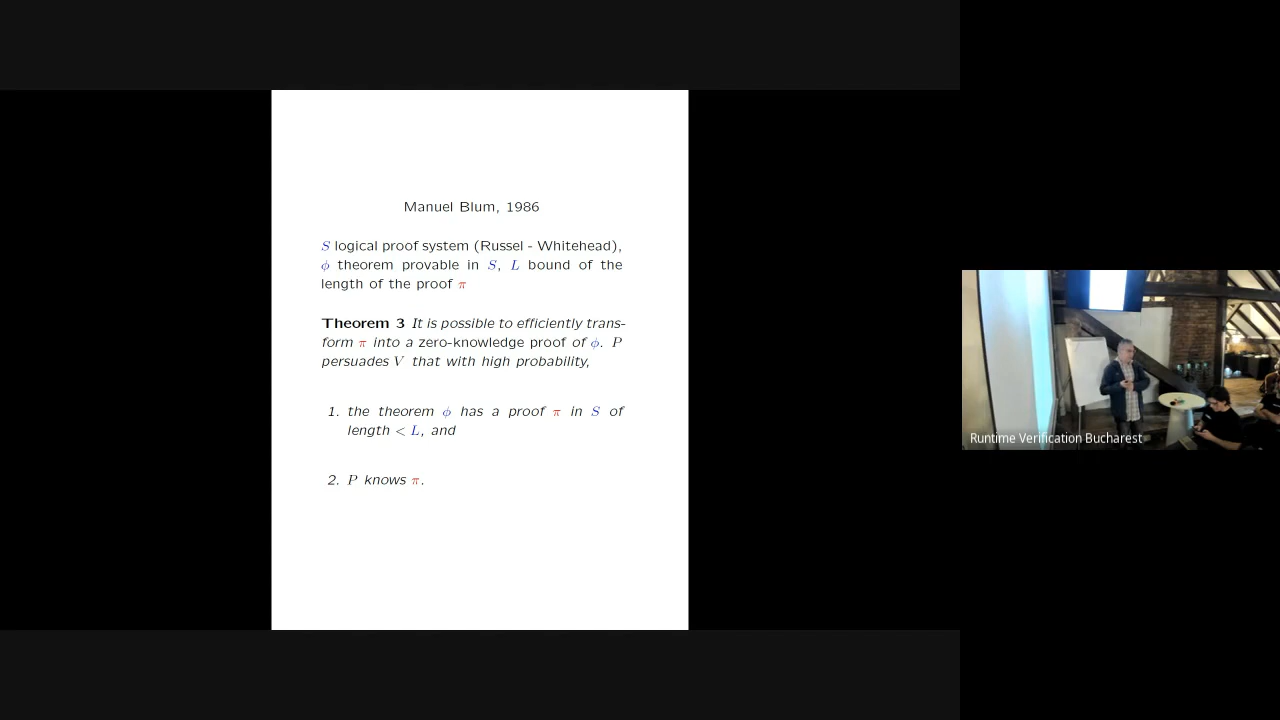 Manuel Blum, 1986
S logical proof system (Russel - Whitehead),
ϕ theorem provable in S, L bound of the
length of the proof π
Theorem 3 It is possible to efficiently trans-
form π into a zero-knowledge proof of ϕ. P
persuades V that with high probability,
1. the theorem ϕ has a proof π in S of
length < L, and
2. P knows π.
Runtime Verification Bucharest